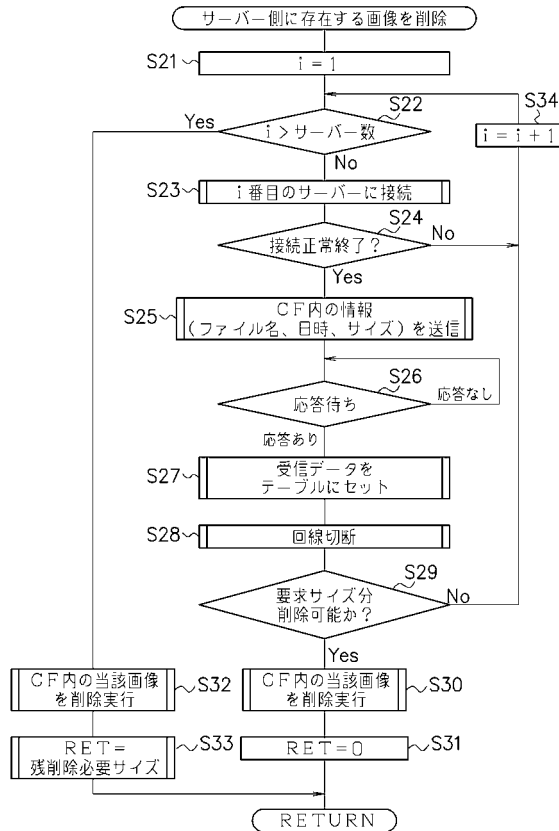 サーバー側に存在する画像を削除
S21
i=1
S34
i=i+1
S22
Yes
i>サーバー数
No
S23
i番目のサーバーに接続
S24
接続正常終了?
No
Yes
S25
CF内の情報
(ファイル名、日時、サイズ)を送信
S26
応答待ち
応答なし
応答あり
S27
受信データを
テーブルにセット
S28
回線切断
S29
要求サイズ分
削除可能か?
No
Yes
CF内の当該画像
を削除実行
S32
CF内の当該画像
を削除実行
S30
RET=
残削除必要サイズ
S33
RET=0
S31
RETURN